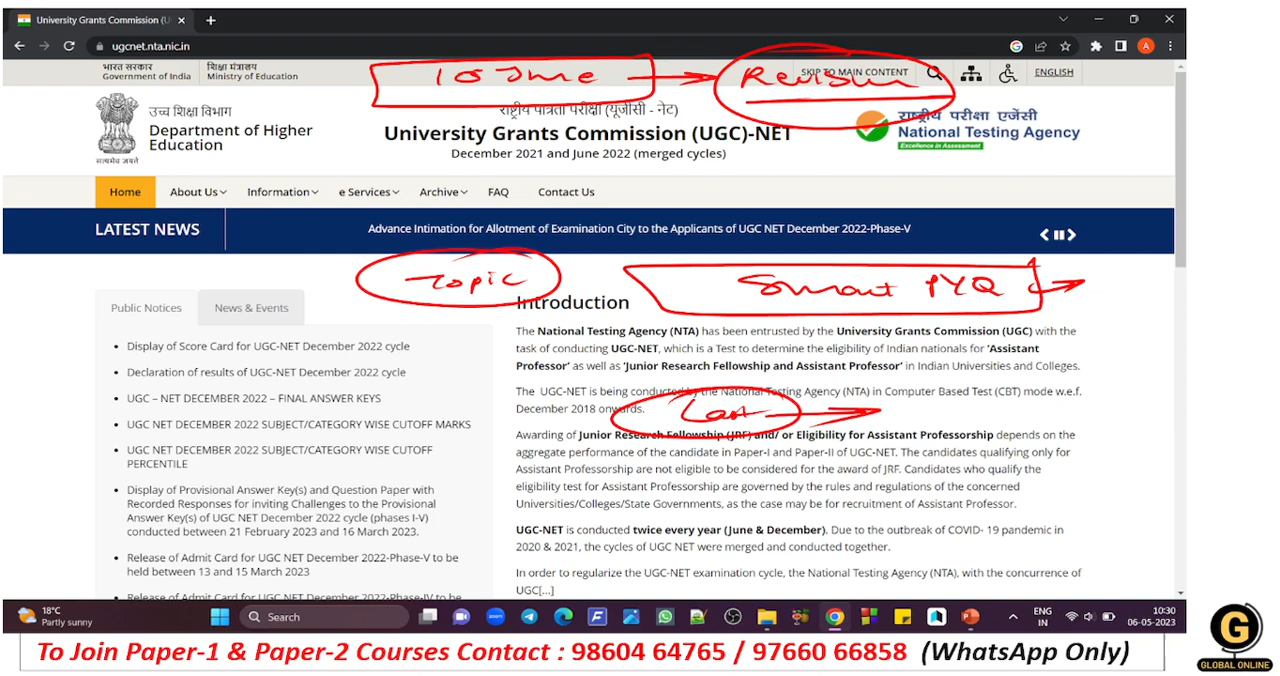 University Grants Commission (U
ugcnet.nta.nic.in
भारत सरकार
Government of India
शिक्षा मंत्रालय
Ministry of Education
10 June
Revision
SKIP TO MAIN CONTENT
ENGLISH
सत्यमेव जयते
उच्च शिक्षा विभाग
Department of Higher
Education
राष्ट्रीय पात्रता परीक्षा (यूजीसी - नेट)
University Grants Commission (UGC)-NET
December 2021 and June 2022 (merged cycles)
राष्ट्रीय परीक्षा एजेंसी
National Testing Agency
Excellence in Assessment
Home
About Us
Information
e Services
Archive
FAQ
Contact Us
LATEST NEWS
Advance Intimation for Allotment of Examination City to the Applicants of UGC NET December 2022-Phase-V
Topic
Smart PYQ
Public Notices
News & Events
Display of Score Card for UGC-NET December 2022 cycle
Declaration of results of UGC-NET December 2022 cycle
UGC – NET DECEMBER 2022 – FINAL ANSWER KEYS
UGC NET DECEMBER 2022 SUBJECT/CATEGORY WISE CUTOFF MARKS
UGC NET DECEMBER 2022 SUBJECT/CATEGORY WISE CUTOFF
PERCENTILE
Display of Provisional Answer Key(s) and Question Paper with
Recorded Responses for inviting Challenges to the Provisional
Answer Key(s) of UGC NET December 2022 cycle (phases I-V)
conducted between 21 February 2023 and 16 March 2023.
Release of Admit Card for UGC NET December 2022-Phase-V to be
held between 13 and 15 March 2023
Release of Admit Card for UGC NET December 2022-Phase-IV to be
Introduction
The National Testing Agency (NTA) has been entrusted by the University Grants Commission (UGC) with the
task of conducting UGC-NET, which is a Test to determine the eligibility of Indian nationals for 'Assistant
Professor' as well as 'Junior Research Fellowship and Assistant Professor' in Indian Universities and Colleges.
The UGC-NET is being conducted by the National Testing Agency (NTA) in Computer Based Test (CBT) mode w.e.f.
December 2018 onwards.
Last
Awarding of Junior Research Fellowship (JRF) and/ or Eligibility for Assistant Professorship depends on the
aggregate performance of the candidate in Paper-I and Paper-II of UGC-NET. The candidates qualifying only for
Assistant Professorship are not eligible to be considered for the award of JRF. Candidates who qualify the
eligibility test for Assistant Professorship are governed by the rules and regulations of the concerned
Universities/Colleges/State Governments, as the case may be for recruitment of Assistant Professor.
UGC-NET is conducted twice every year (June & December). Due to the outbreak of COVID- 19 pandemic in
2020 & 2021, the cycles of UGC NET were merged and conducted together.
In order to regularize the UGC-NET examination cycle, the National Testing Agency (NTA), with the concurrence of
UGC[...]
18°C
Partly sunny
Search
ENG
IN
10:30
06-05-2023
To Join Paper-1 & Paper-2 Courses Contact : 98604 64765 / 97660 66858 (WhatsApp Only)
G
GLOBAL ONLINE